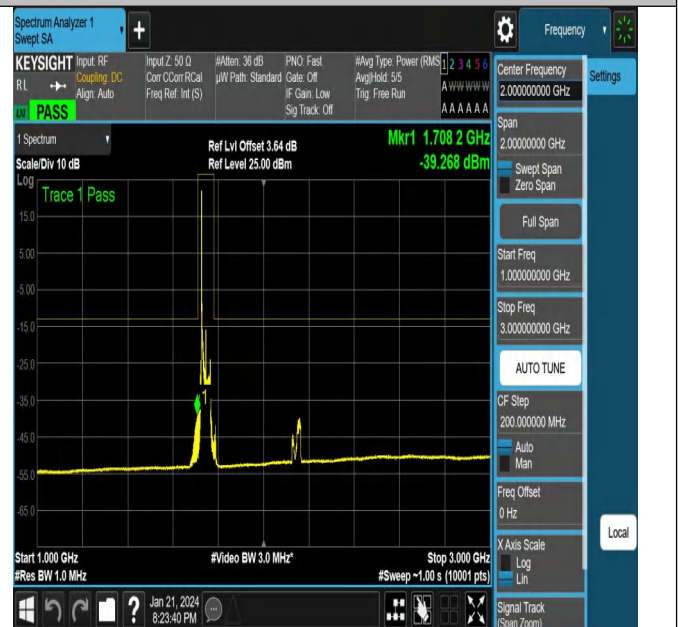 Spectrum Analyzer 1
Swept SA
+
Frequency
KEYSIGHT
RL
PASS
Input: RF
Coupling: DC
Align: Auto
Input Z: 50 Ω
Corr CCorr RCal
Freq Ref: Int (S)
#Atten: 36 dB
µW Path: Standard
PNO: Fast
Gate: Off
IF Gain: Low
Sig Track: Off
#Avg Type: Power (RMS
Avg|Hold: 5/5
Trig: Free Run
1 2 3 4 5 6
A W W W W W
A A A A A A
1 Spectrum
Scale/Div 10 dB
Log
Ref Lvl Offset 3.64 dB
Ref Level 25.00 dBm
Mkr1 1.708 2 GHz
-39.268 dBm
Trace 1 Pass
15.0
5.00
-5.00
-15.0
-25.0
-35.0
-45.0
-55.0
-65.0
1
Start 1.000 GHz
#Res BW 1.0 MHz
#Video BW 3.0 MHz*
Stop 3.000 GHz
#Sweep ~1.00 s (10001 pts)
?
Jan 21, 2024
8:23:40 PM
Center Frequency
2.000000000 GHz
Settings
Span
2.00000000 GHz
Swept Span
Zero Span
Full Span
Start Freq
1.000000000 GHz
Stop Freq
3.000000000 GHz
AUTO TUNE
CF Step
200.000000 MHz
Auto
Man
Freq Offset
0 Hz
X Axis Scale
Log
Lin
Local
Signal Track
(Span Zoom)